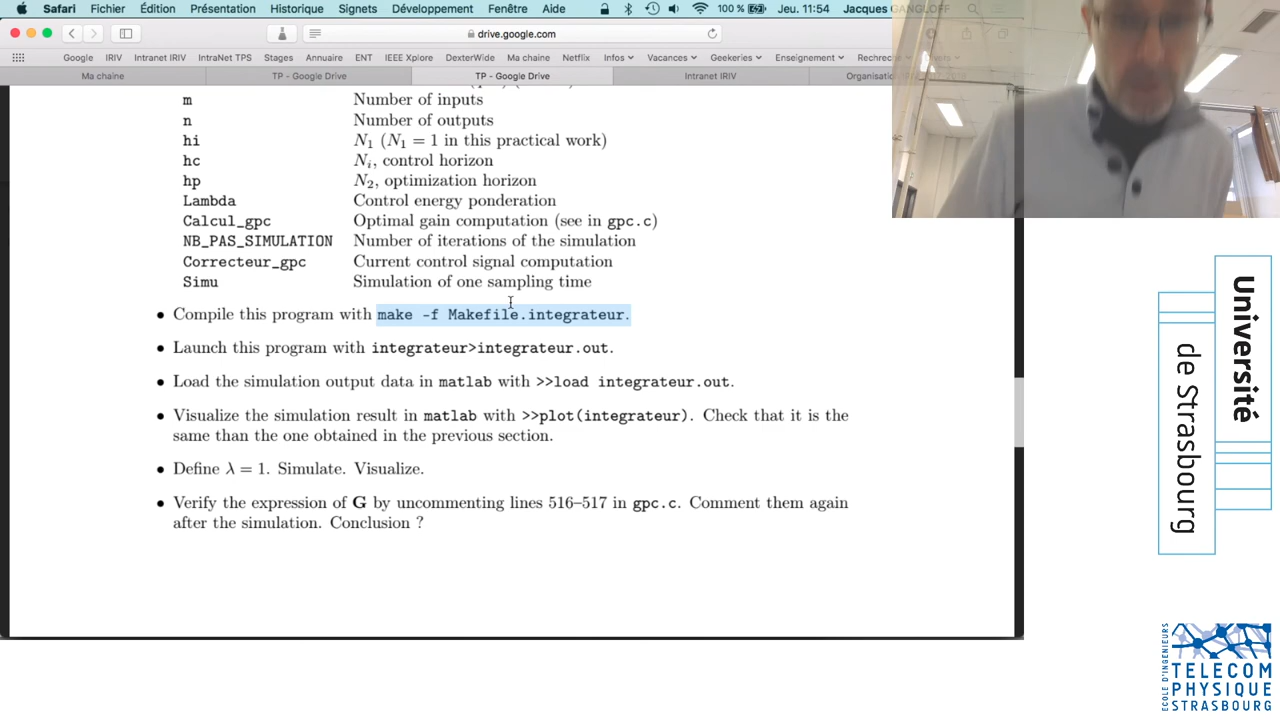 Safari Fichier Édition Présentation Historique Signets Développement Fenêtre Aide 100 % Jeu. 11:54 Jacques GANGLOFF
drive.google.com
Google IRIV Intranet IRIV IntraNet TPS Stages Annuaire ENT IEEE Xplore DexterWide Ma chaine Netflix Infos Vacances Geekeries Enseignement
Ma chaine TP - Google Drive TP - Google Drive Intranet IRIV
m Number of inputs
n Number of outputs
hi N₁ (N₁ = 1 in this practical work)
hc Nᵢ, control horizon
hp N₂, optimization horizon
Lambda Control energy ponderation
Calcul_gpc Optimal gain computation (see in gpc.c)
NB_PAS_SIMULATION Number of iterations of the simulation
Correcteur_gpc Current control signal computation
Simu Simulation of one sampling time
• Compile this program with make -f Makefile.integrateur.
• Launch this program with integrateur>integrateur.out.
• Load the simulation output data in matlab with >>load integrateur.out.
• Visualize the simulation result in matlab with >>plot(integrateur). Check that it is the
same than the one obtained in the previous section.
• Define λ = 1. Simulate. Visualize.
• Verify the expression of G by uncommenting lines 516–517 in gpc.c. Comment them again
after the simulation. Conclusion ?
Université
de Strasbourg
ECOLE D'INGENIEURS
TELECOM
PHYSIQUE
STRASBOURG